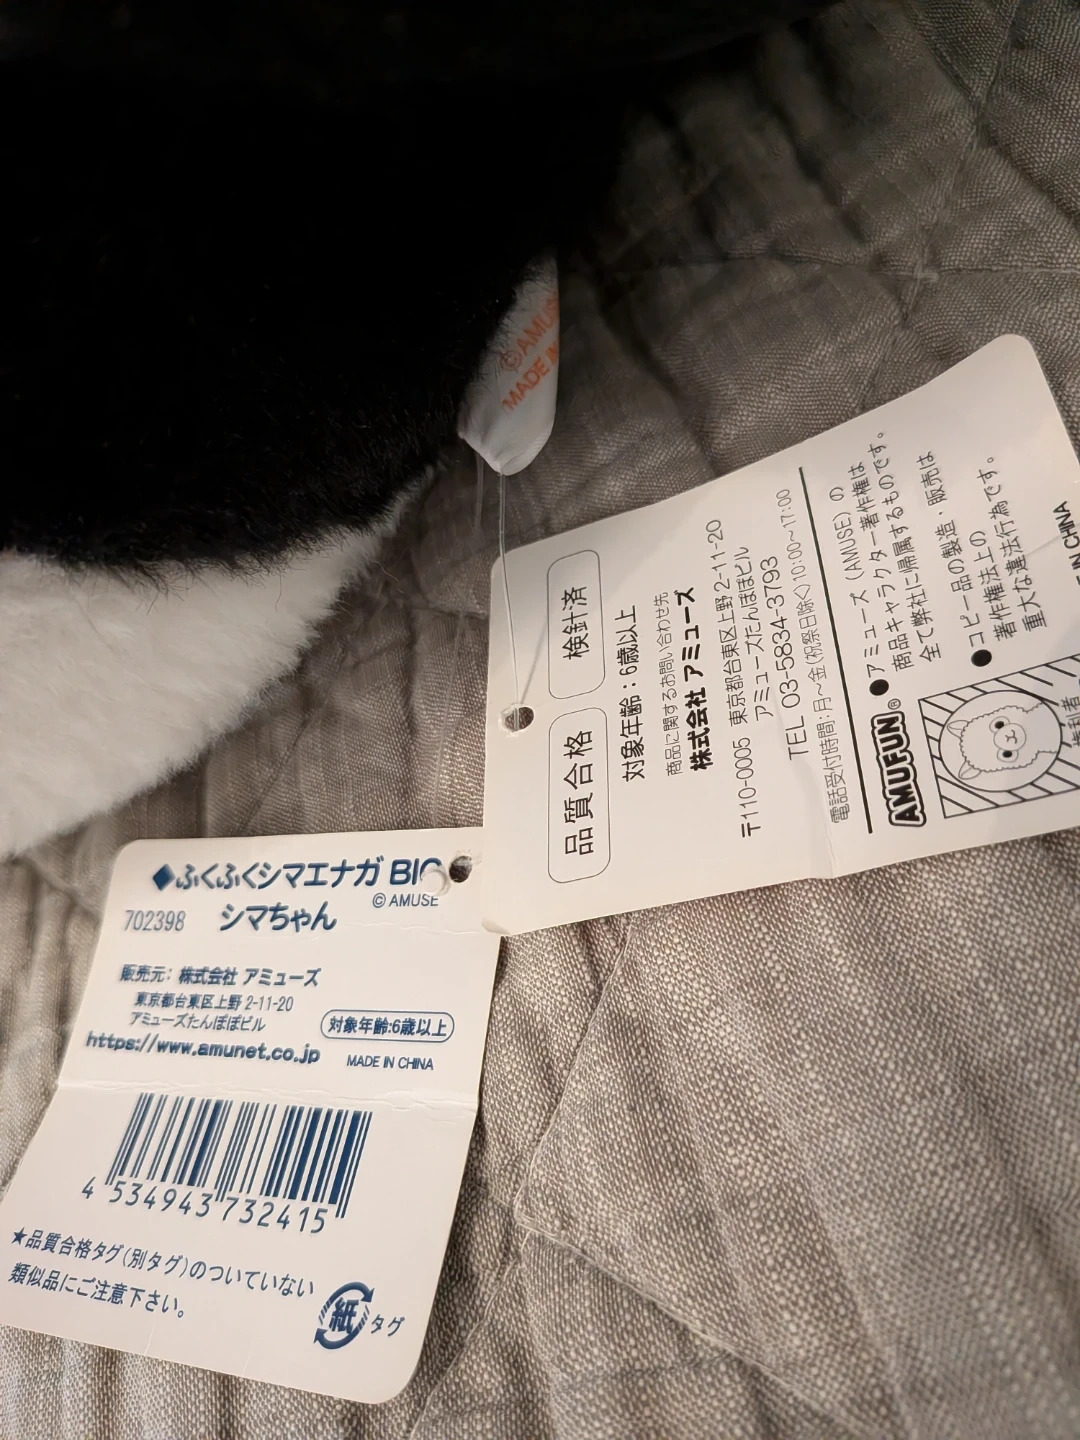 ©AMUS
MADE IN
◆ふくふくシマエナガ BIG
© AMUSE
702398 シマちゃん
販売元: 株式会社 アミューズ
東京都台東区上野 2-11-20
アミューズたんぽぽビル
https://www.amunet.co.jp
対象年齢:6歳以上
MADE IN CHINA
4 534943 732415
★品質合格タグ(別タグ)のついていない
類似品にご注意下さい。
紙 タグ
品質合格 検針済
対象年齢：6歳以上
商品に関するお問い合わせ先
株式会社 アミューズ
〒110-0005 東京都台東区上野 2-11-20
アミューズたんぽぽビル
TEL 03-5834-3793
電話受付時間:月～金(祝祭日除く)10:00~17:00
AMUFUN®
●アミューズ (AMUSE) の
商品キャラクター著作権は、
全て弊社に帰属するものです。
●コピー品の製造・販売は
著作権法上の
重大な違法行為です。
権利者
IN CHINA